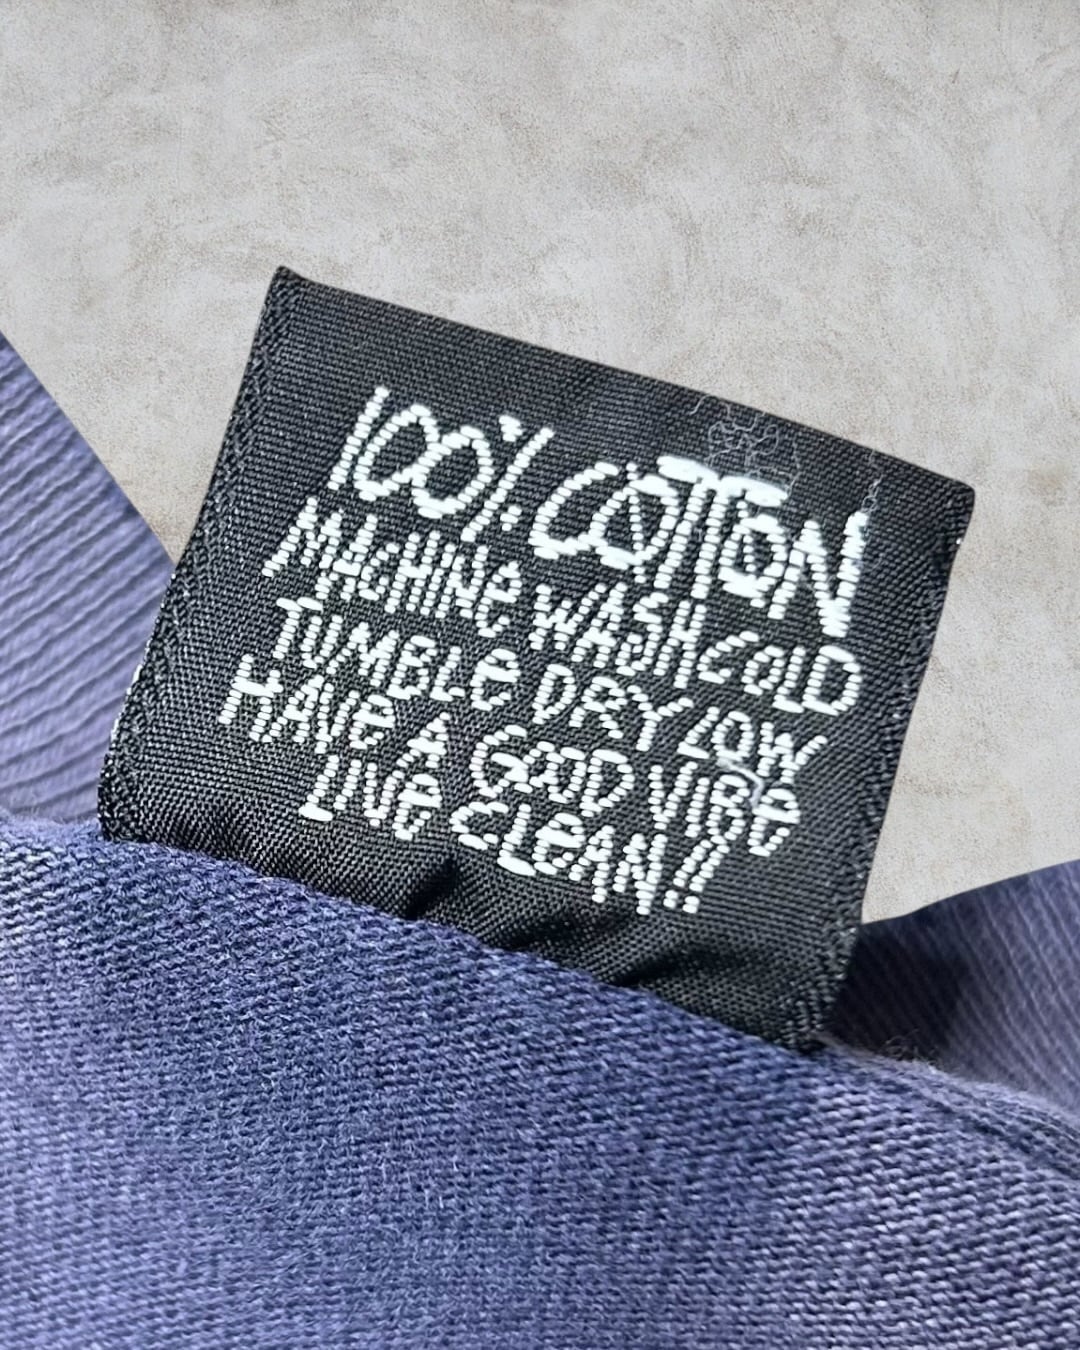 100% COTTON
MACHINE WASH COLD
TUMBLE DRY LOW
HAVE A GOOD VIBE
LIVE CLEAN!!